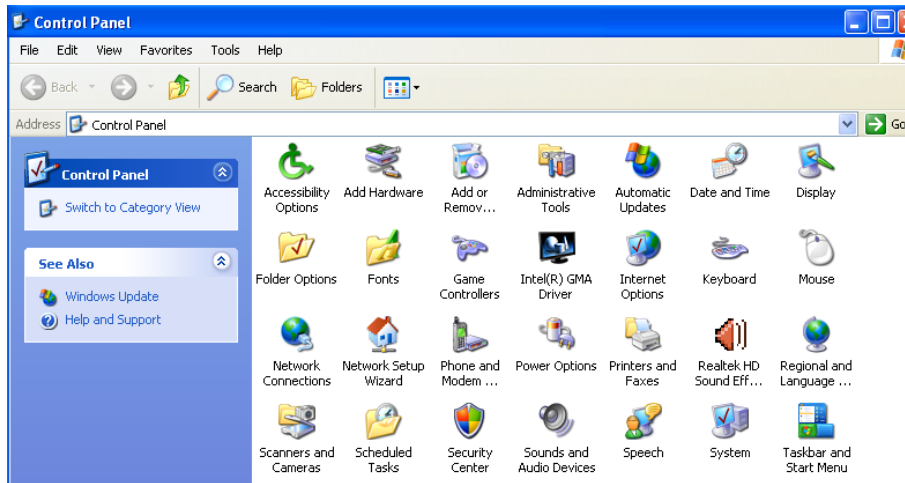 Control Panel
File Edit View Favorites Tools Help
Back Search Folders
Address Control Panel Go
Control Panel
Switch to Category View
See Also
Windows Update
Help and Support
Accessibility Options
Add Hardware
Add or Remov...
Administrative Tools
Automatic Updates
Date and Time
Display
Folder Options
Fonts
Game Controllers
Intel(R) GMA Driver
Internet Options
Keyboard
Mouse
Network Connections
Network Setup Wizard
Phone and Modem ...
Power Options
Printers and Faxes
Realtek HD Sound Eff...
Regional and Language ...
Scanners and Cameras
Scheduled Tasks
Security Center
Sounds and Audio Devices
Speech
System
Taskbar and Start Menu